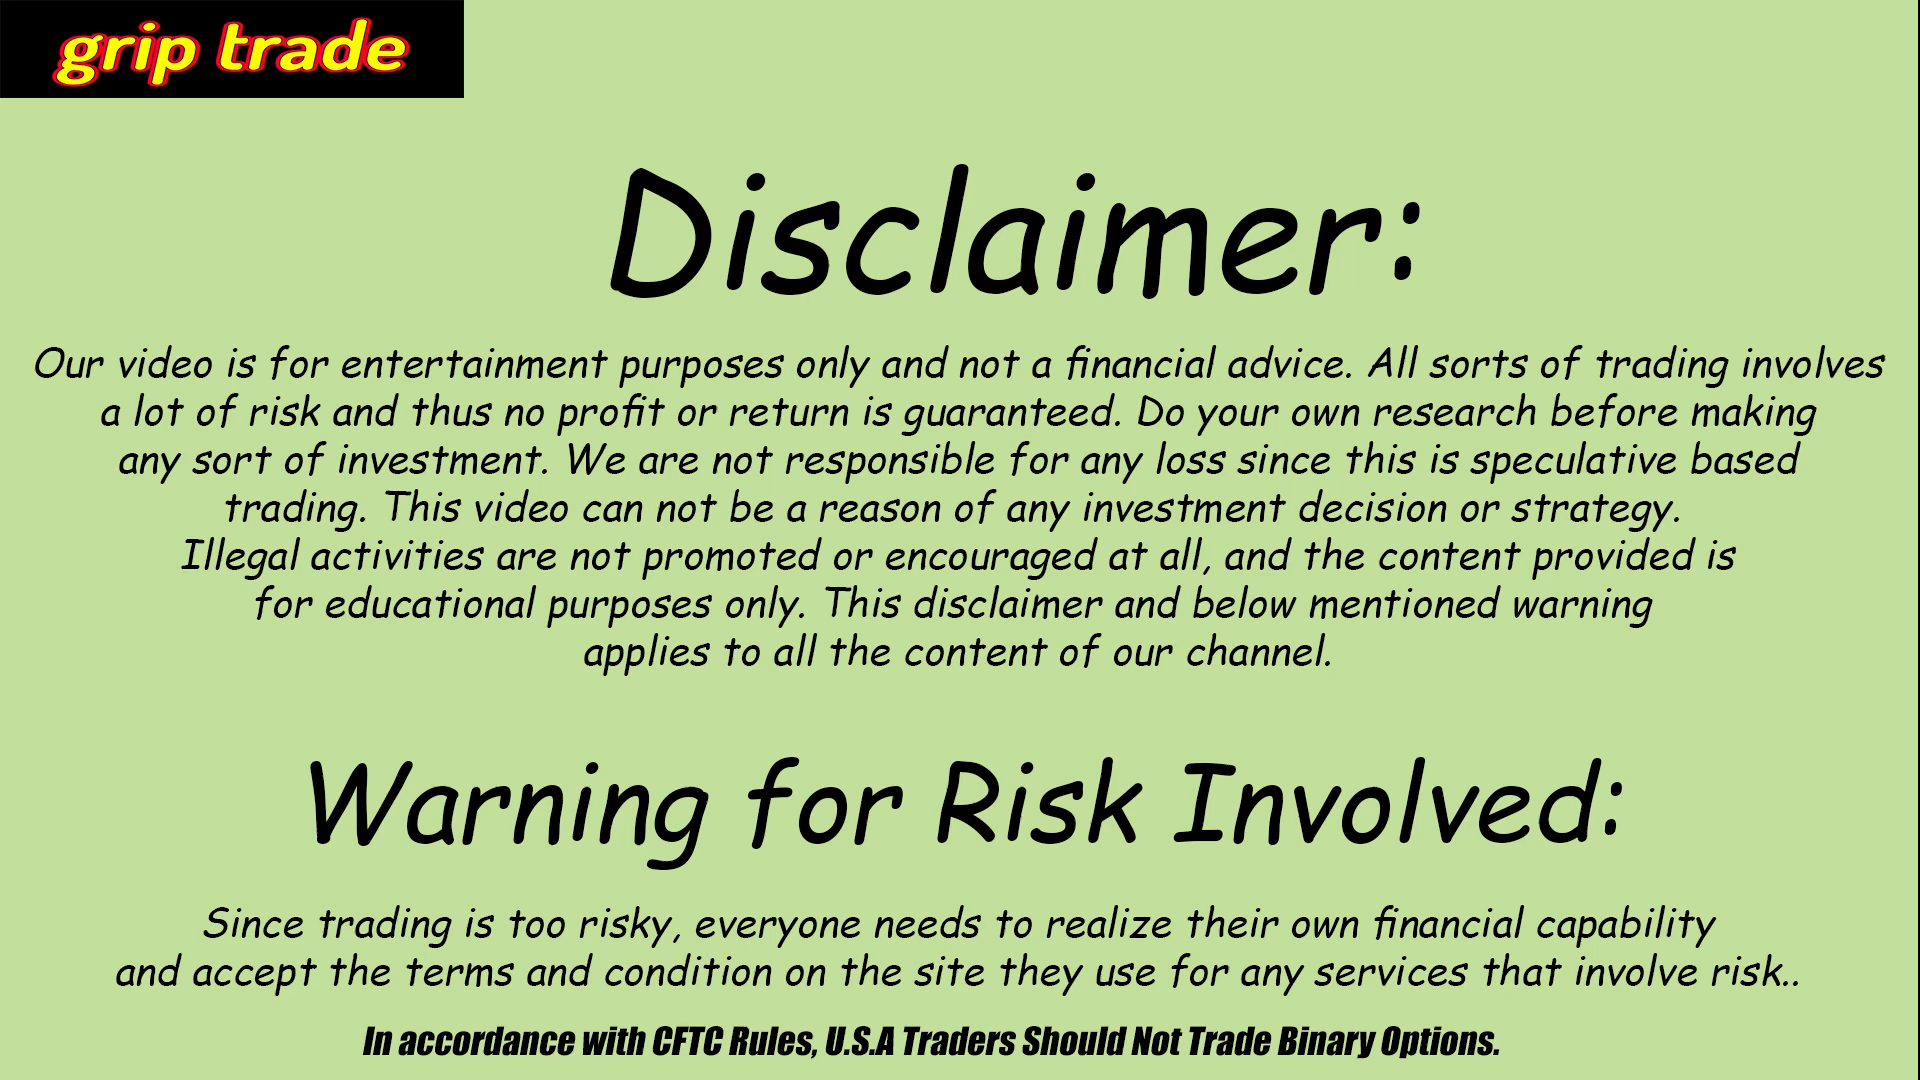 grip trade
Disclaimer:
Our video is for entertainment purposes only and not a financial advice. All sorts of trading involves
a lot of risk and thus no profit or return is guaranteed. Do your own research before making
any sort of investment. We are not responsible for any loss since this is speculative based
trading. This video can not be a reason of any investment decision or strategy.
Illegal activities are not promoted or encouraged at all, and the content provided is
for educational purposes only. This disclaimer and below mentioned warning
applies to all the content of our channel.
Warning for Risk Involved:
Since trading is too risky, everyone needs to realize their own financial capability
and accept the terms and condition on the site they use for any services that involve risk..
In accordance with CFTC Rules, U.S.A Traders Should Not Trade Binary Options.